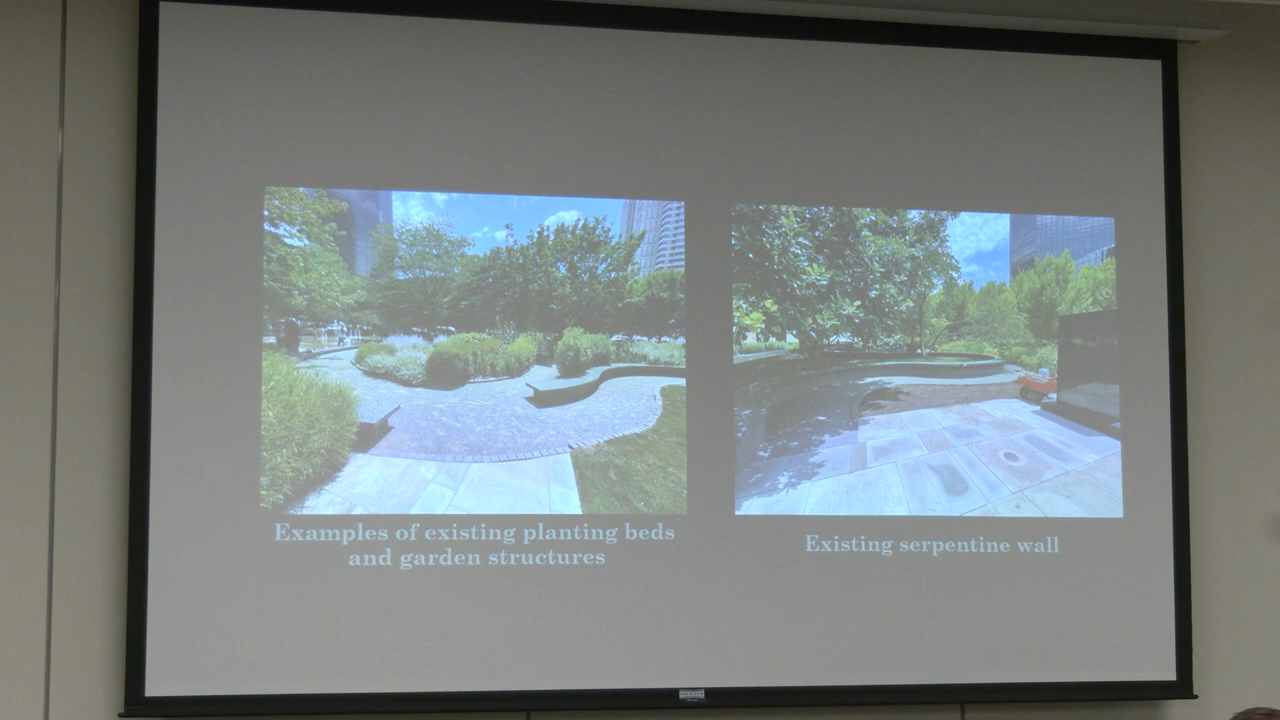 Examples of existing planting beds
and garden structures
Existing serpentine wall